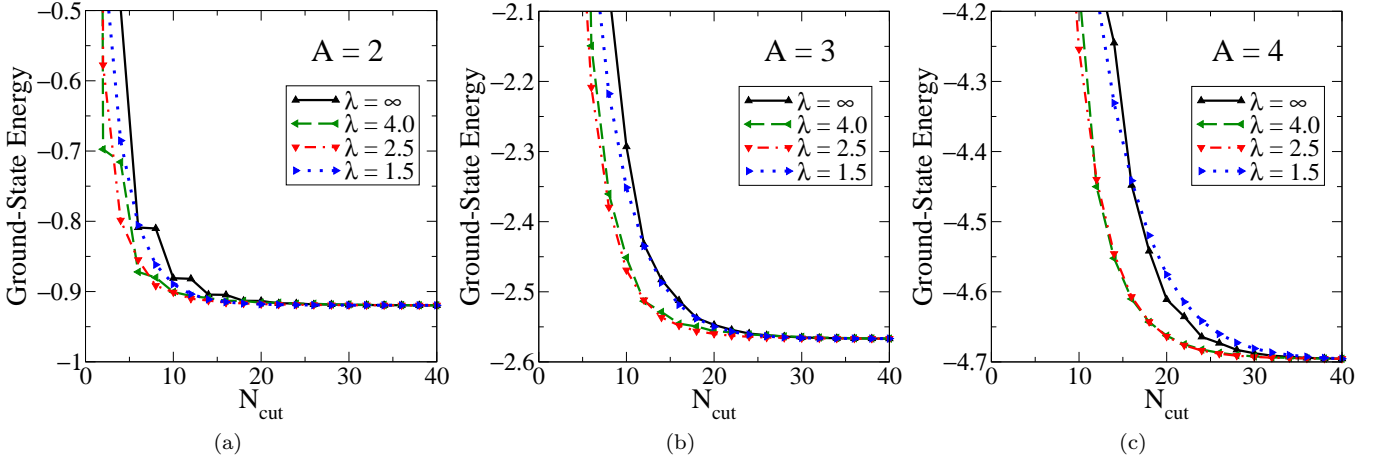 −0.5
−0.6
−0.7
−0.8
−0.9
−1
Ground-State Energy
A = 2
λ = ∞
λ = 4.0
λ = 2.5
λ = 1.5
0 10 20 30 40
N_cut
(a)
−2.1
−2.2
−2.3
−2.4
−2.5
−2.6
Ground-State Energy
A = 3
λ = ∞
λ = 4.0
λ = 2.5
λ = 1.5
0 10 20 30 40
N_cut
(b)
−4.2
−4.3
−4.4
−4.5
−4.6
−4.7
Ground-State Energy
A = 4
λ = ∞
λ = 4.0
λ = 2.5
λ = 1.5
0 10 20 30 40
N_cut
(c)